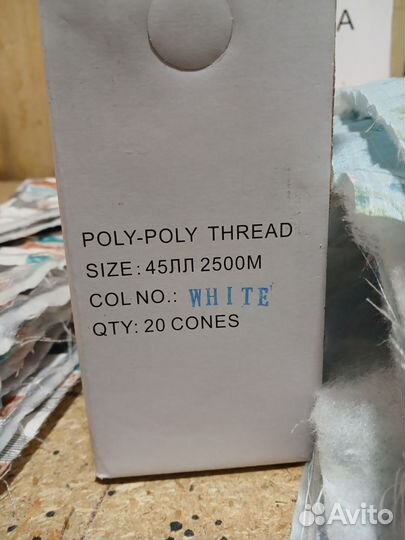 A
POLY-POLY THREAD
SIZE: 45ЛЛ 2500M
COL NO.: WHITE
QTY: 20 CONES
Avito